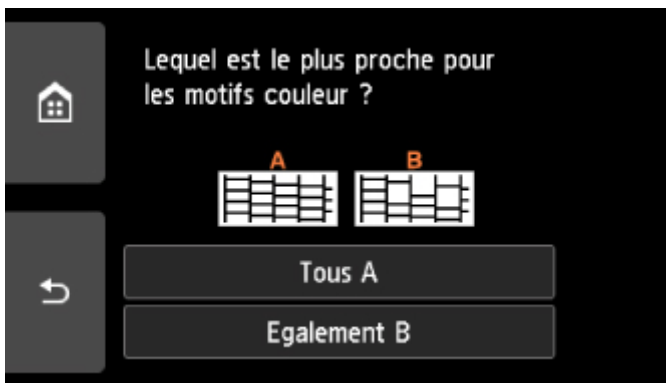 Lequel est le plus proche pour
les motifs couleur ?
A B
Tous A
Egalement B